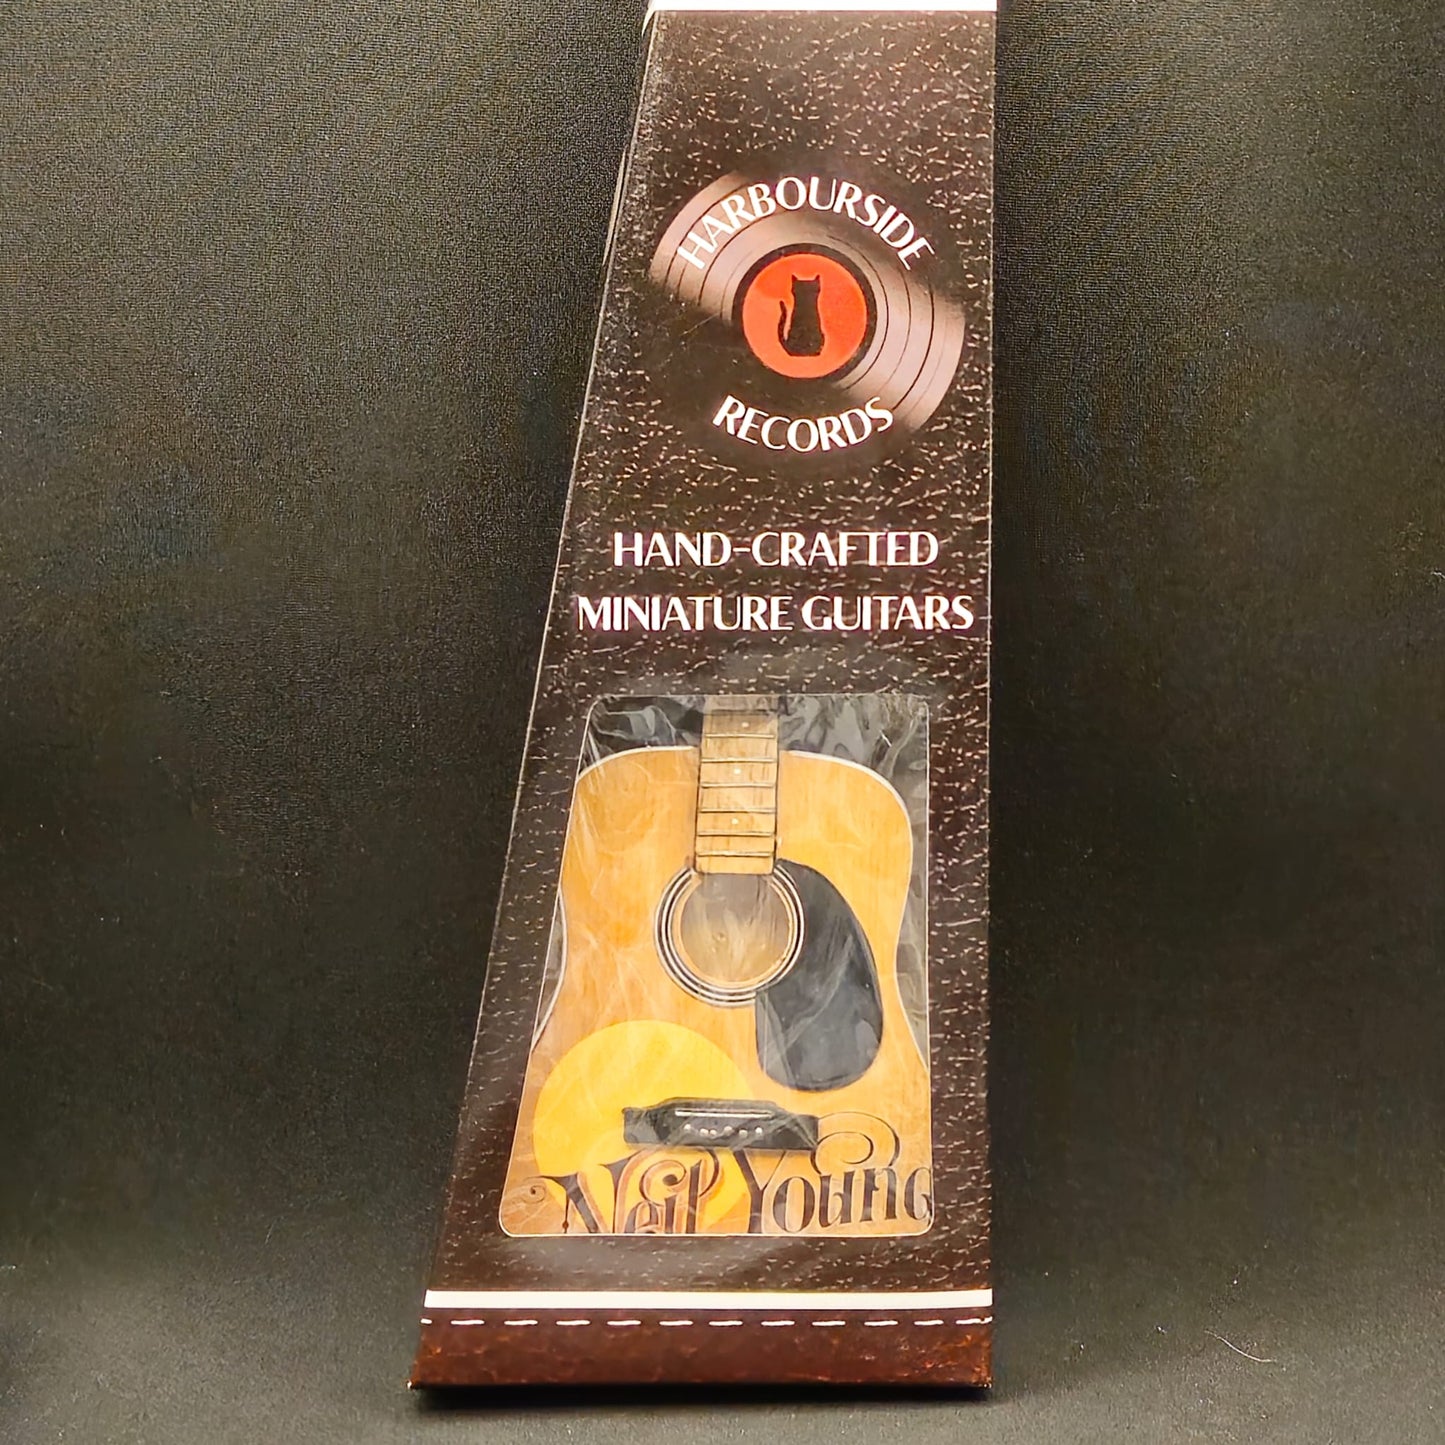 HARBOURSIDE
RECORDS
HAND-CRAFTED
MINIATURE GUITARS
Neil Young